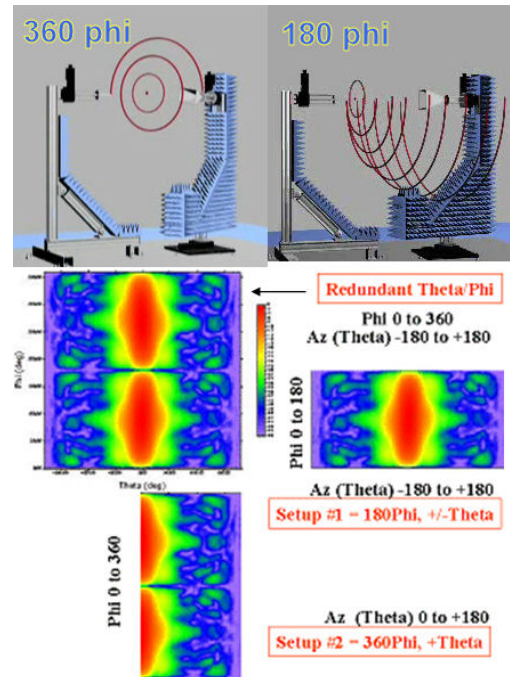 360 phi
180 phi
Redundant Theta/Phi
Phi 0 to 360
Az (Theta) -180 to +180
Phi (deg)
Theta (deg)
Phi 0 to 180
Az (Theta) -180 to +180
Setup #1 = 180Phi, +/-Theta
Phi 0 to 360
Az (Theta) 0 to +180
Setup #2 = 360Phi, +Theta